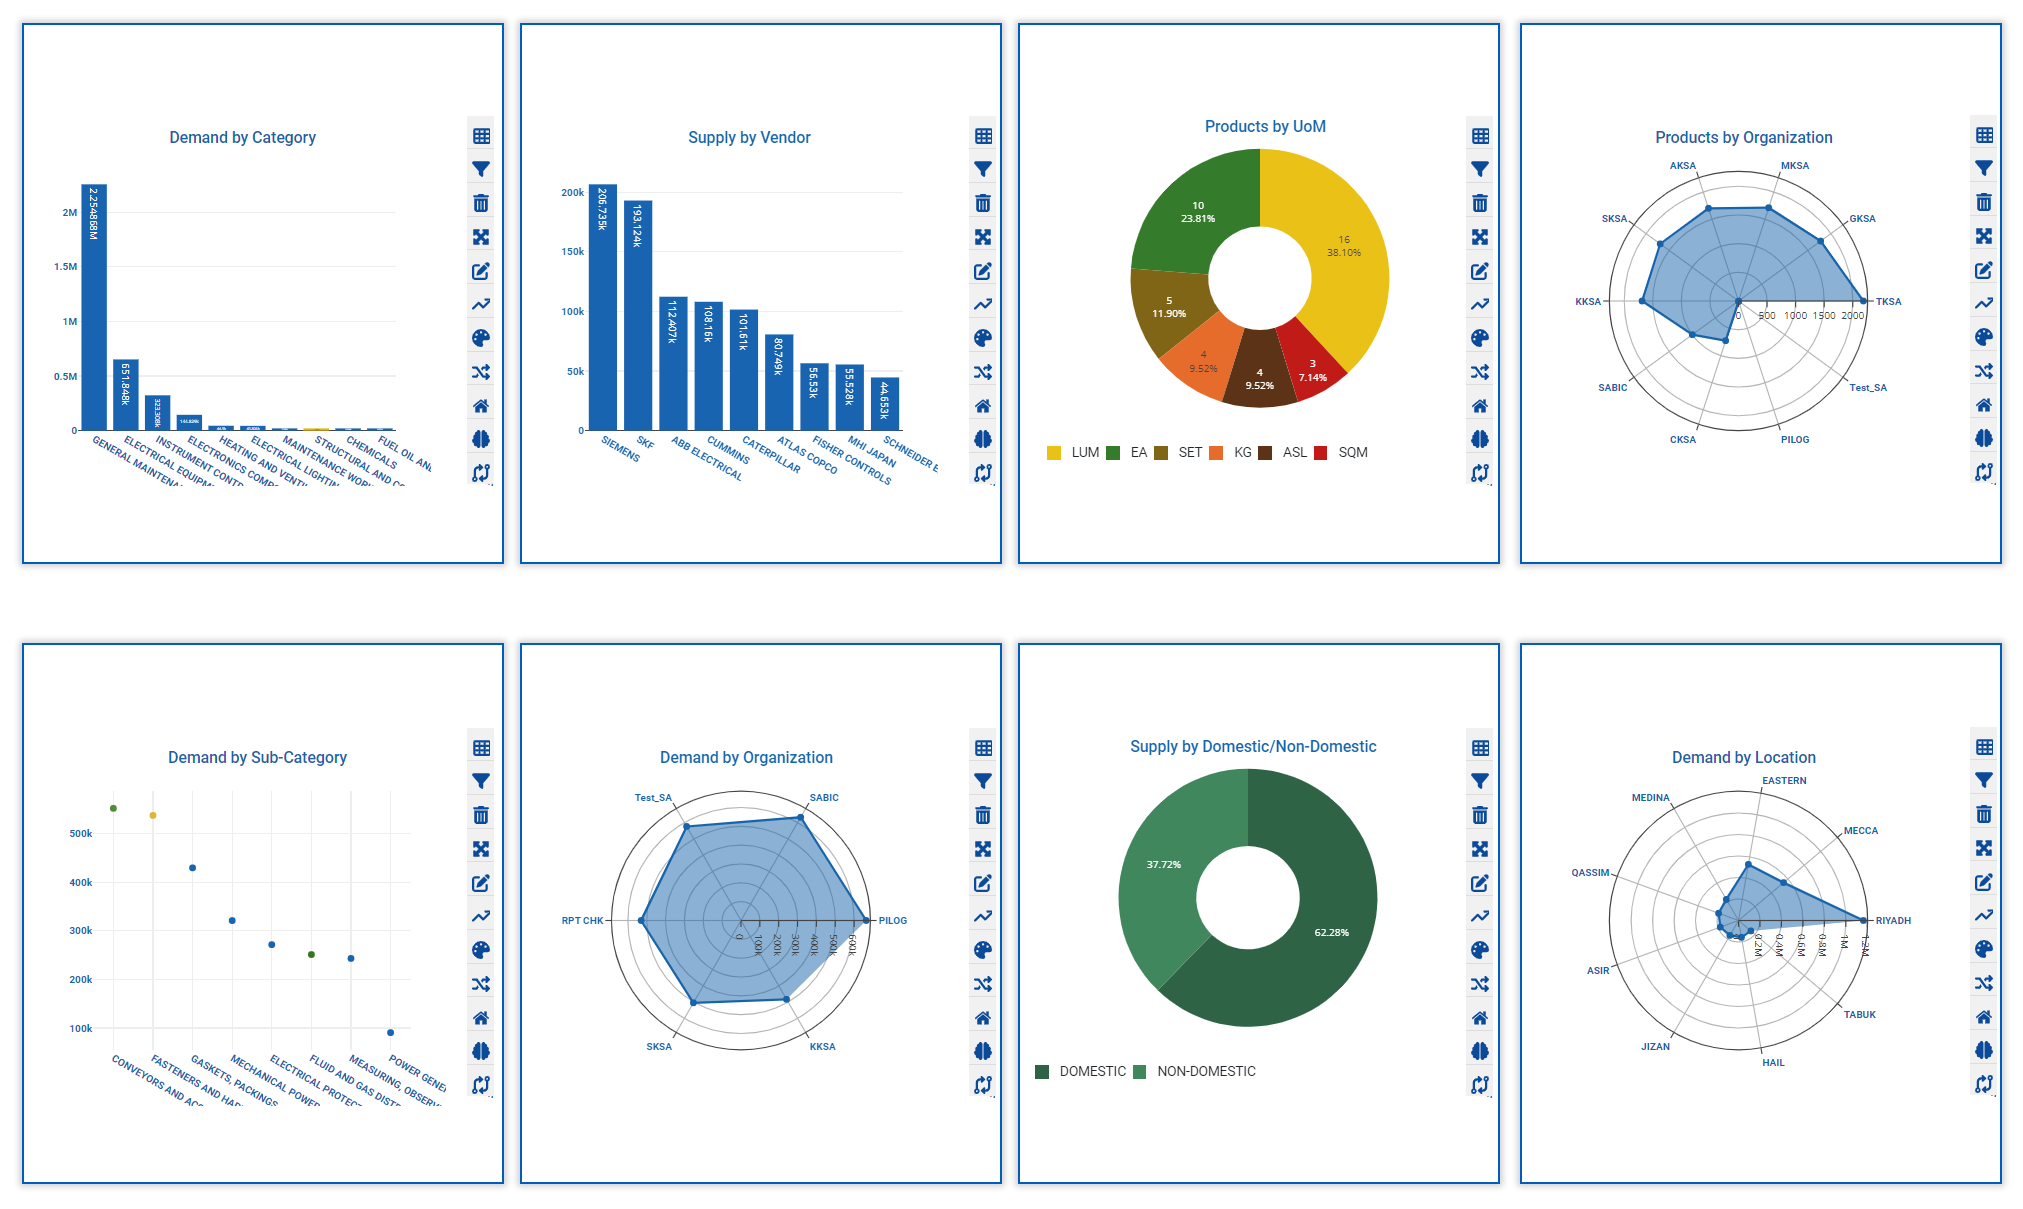 Demand by Category
2M
1.5M
1M
0.5M
0
2.254868M
651.848k
323.308k
GENERAL MAINTENA
ELECTRICAL EQUIPM
INSTRUMENT CONTR
ELECTRONICS COMP
HEATING AND VENTI
ELECTRICAL LIGHTIN
MAINTENANCE WOR
STRUCTURAL AND CO
CHEMICALS
FUEL OIL AN
Supply by Vendor
200k
150k
100k
50k
0
206.735k
193.124k
112.407k
108.16k
101.61k
80.749k
56.53k
55.528k
44.653k
SIEMENS
SKF
ABB ELECTRICAL
CUMMINS
CATERPILLAR
ATLAS COPCO
FISHER CONTROLS
MHI JAPAN
SCHNEIDER E
Products by UoM
10
23.81%
16
38.10%
5
11.90%
4
9.52%
4
9.52%
3
7.14%
LUM EA SET KG ASL SQM
Products by Organization
AKSA MKSA
SKSA GKSA
KKSA TKSA
0 500 1000 1500 2000
SABIC Test_SA
CKSA PILOG
Demand by Sub-Category
500k
400k
300k
200k
100k
CONVEYORS AND ACC
FASTENERS AND HAR
GASKETS, PACKINGS
MECHANICAL POWER
ELECTRICAL PROTECT
FLUID AND GAS DISTR
MEASURING, OBSERV
POWER GENE
Demand by Organization
Test_SA SABIC
RPT CHK PILOG
0 100k 200k 300k 400k 500k 600k
SKSA KKSA
Supply by Domestic/Non-Domestic
37.72%
62.28%
DOMESTIC NON-DOMESTIC
Demand by Location
EASTERN
MEDINA
MECCA
QASSIM
RIYADH
0 0.2M 0.4M 0.6M 0.8M 1M 1.2M
ASIR
TABUK
JIZAN
HAIL